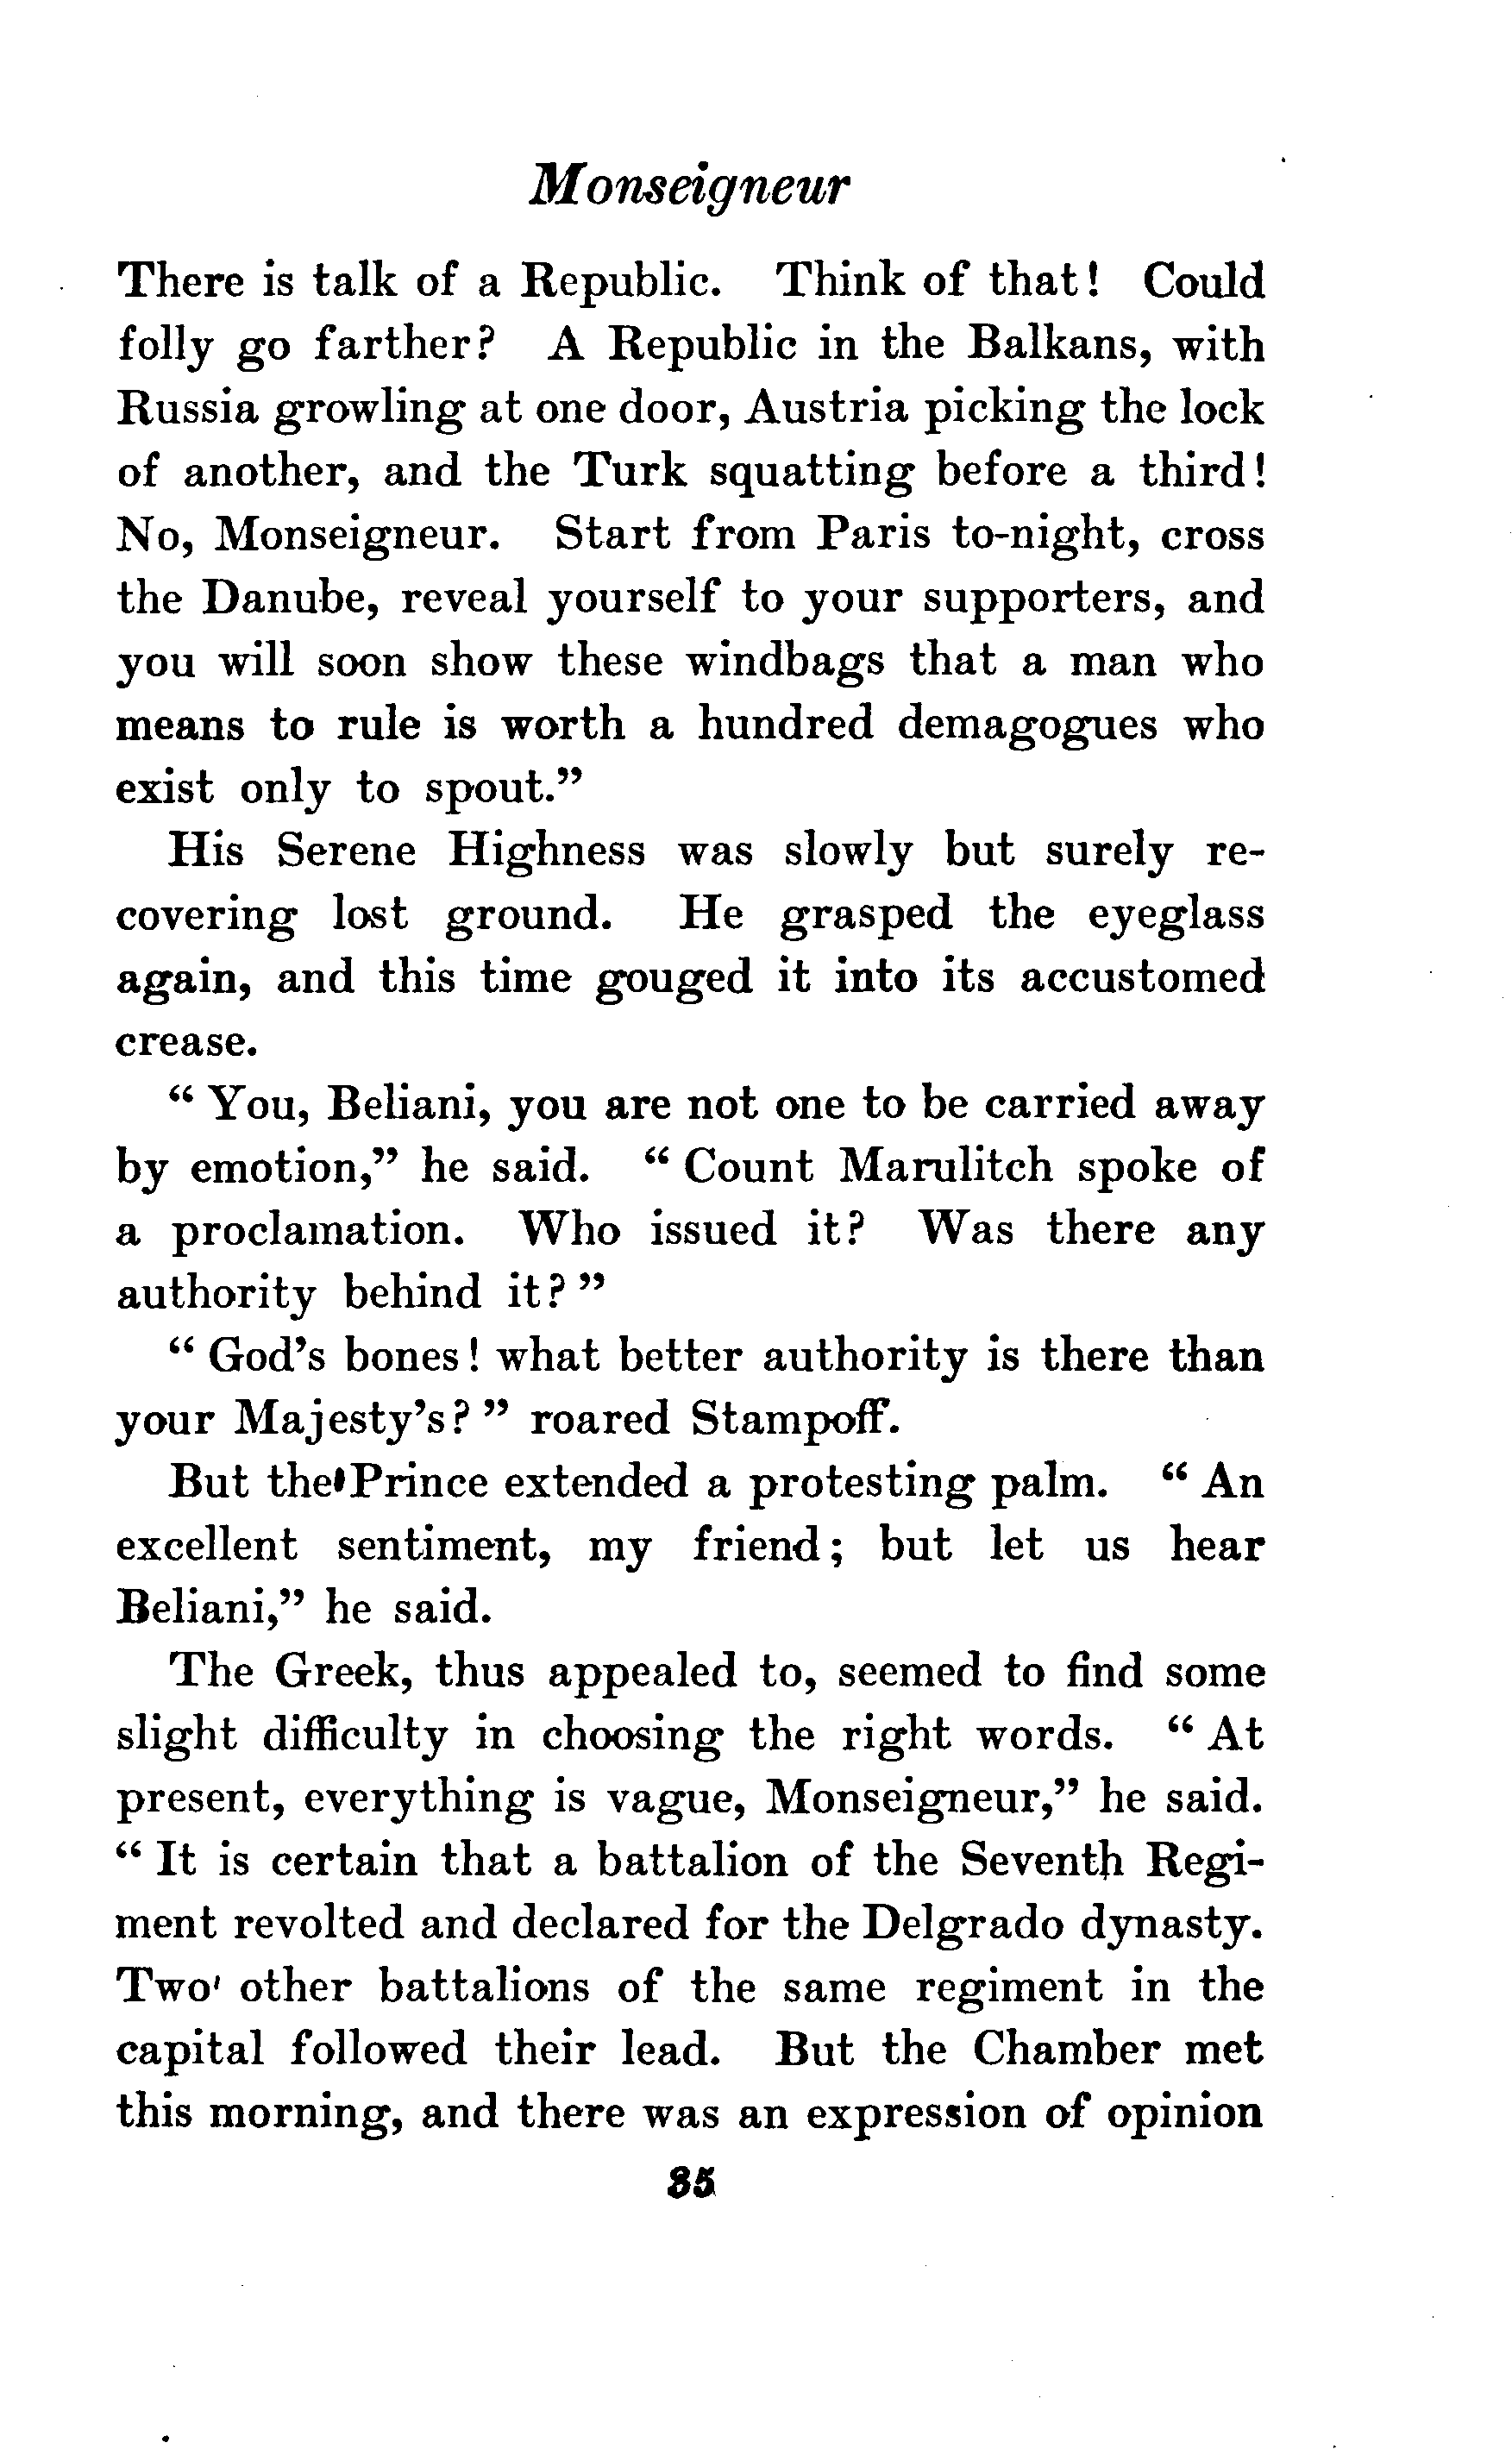 Monseigneur
There is talk of a Republic. Think of that! Could
folly go farther? A Republic in the Balkans, with
Russia growling at one door, Austria picking the lock
of another, and the Turk squatting before a third!
No, Monseigneur. Start from Paris to-night, cross
the Danube, reveal yourself to your supporters, and
you will soon show these windbags that a man who
means to rule is worth a hundred demagogues who
exist only to spout."
His Serene Highness was slowly but surely re-
covering lost ground. He grasped the eyeglass
again, and this time gouged it into its accustomed
crease.
"You, Beliani, you are not one to be carried away
by emotion," he said. "Count Marulitch spoke of
a proclamation. Who issued it? Was there any
authority behind it?"
"God's bones! what better authority is there than
your Majesty's?" roared Stampoff.
But the Prince extended a protesting palm. "An
excellent sentiment, my friend; but let us hear
Beliani," he said.
The Greek, thus appealed to, seemed to find some
slight difficulty in choosing the right words. "At
present, everything is vague, Monseigneur," he said.
"It is certain that a battalion of the Seventh Regi-
ment revolted and declared for the Delgrado dynasty.
Two other battalions of the same regiment in the
capital followed their lead. But the Chamber met
this morning, and there was an expression of opinion
35